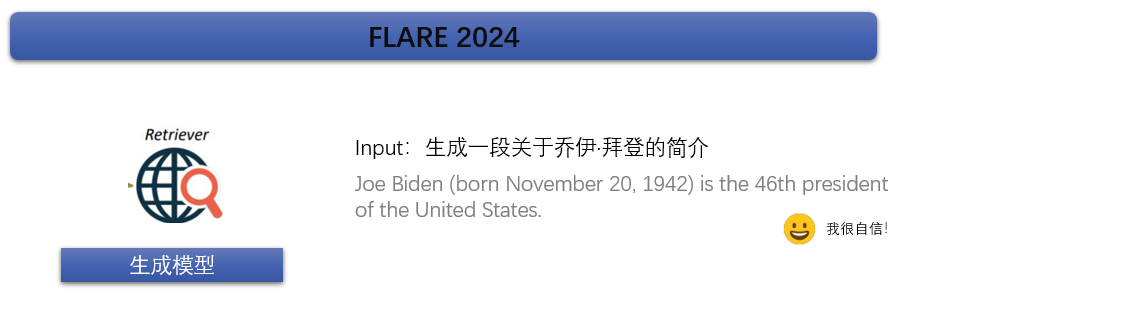 FLARE 2024
Retriever
生成模型
Input：生成一段关于乔伊·拜登的简介
Joe Biden (born November 20, 1942) is the 46th president
of the United States.
我很自信!